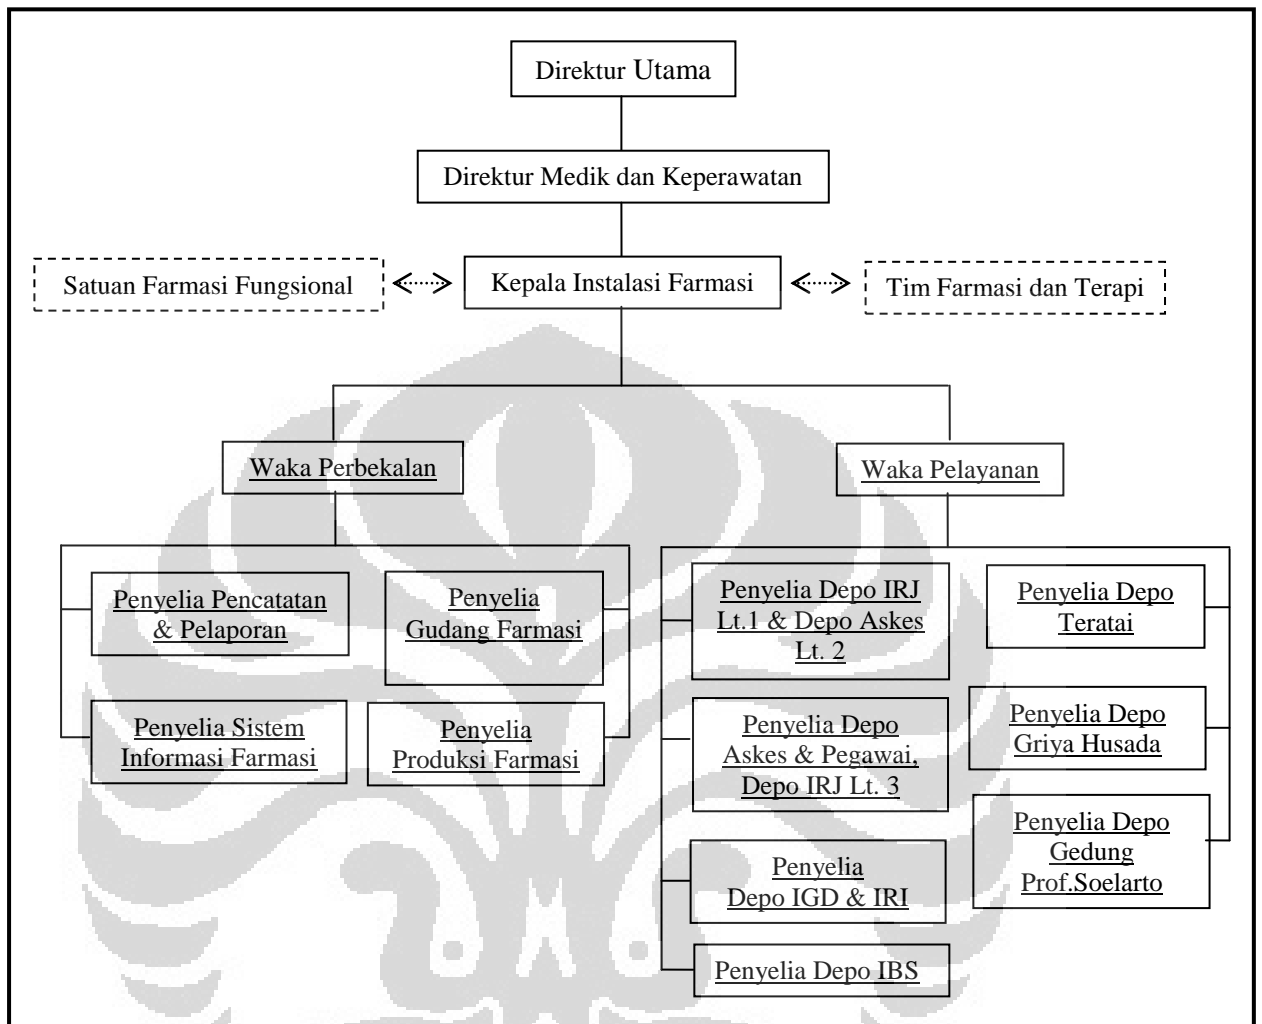 Direktur Utama
Direktur Medik dan Keperawatan
Satuan Farmasi Fungsional
Kepala Instalasi Farmasi
Tim Farmasi dan Terapi
Waka Perbekalan
Waka Pelayanan
Penyelia Pencatatan
& Pelaporan
Penyelia
Gudang Farmasi
Penyelia Sistem
Informasi Farmasi
Penyelia
Produksi Farmasi
Penyelia Depo IRJ
Lt.1 & Depo Askes
Lt. 2
Penyelia Depo
Teratai
Penyelia Depo
Askes & Pegawai,
Depo IRJ Lt. 3
Penyelia Depo
Griya Husada
Penyelia
Depo IGD & IRI
Penyelia Depo
Gedung
Prof.Soelarto
Penyelia Depo IBS